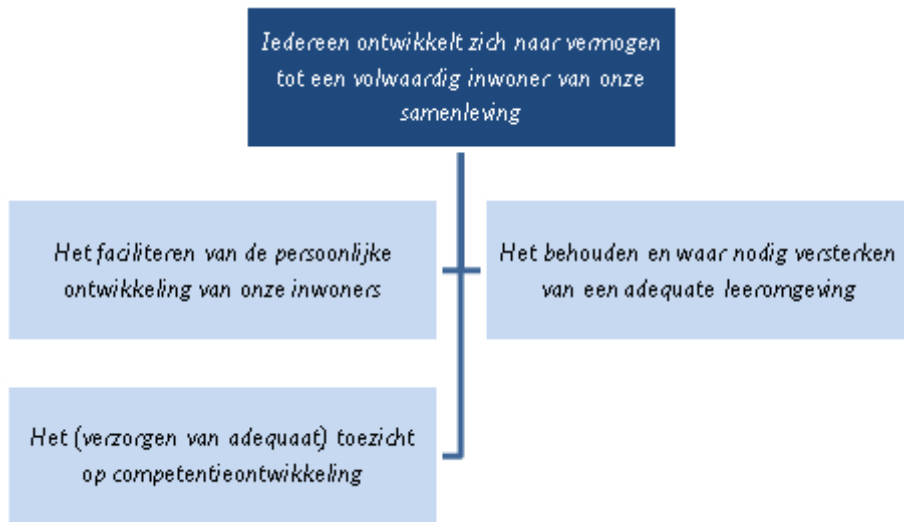 Iedereen ontwikkelt zich naar vermogen
tot een volwaardig inwoner van onze
samenleving
Het faciliteren van de persoonlijke
ontwikkeling van onze inwoners
Het behouden en waar nodig versterken
van een adequate leeromgeving
Het (verzorgen van adequaat) toezicht
op competentieontwikkeling